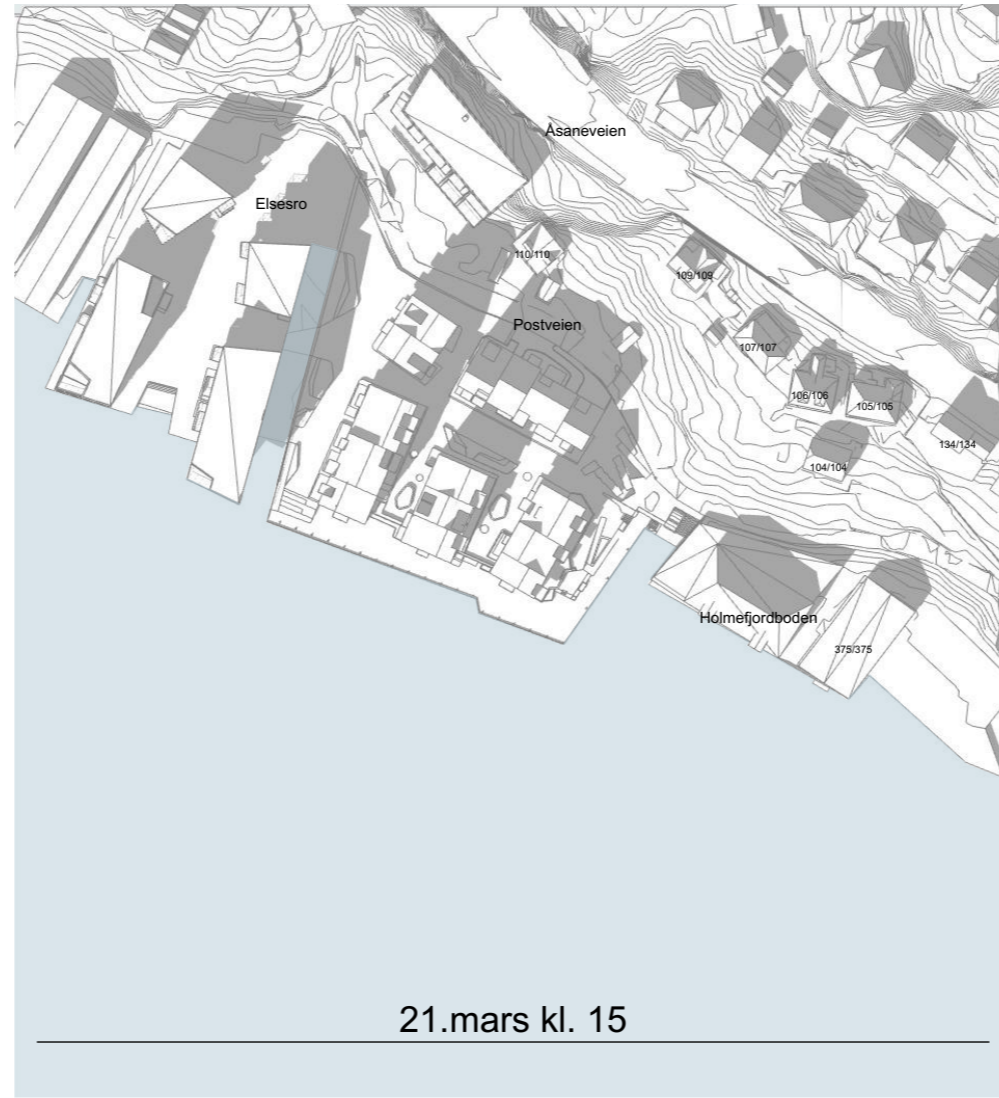 Åsaneveien
Elsesro
110/110
109/109
Postveien
107/107
106/106
105/105
134/134
104/104
Holmefjordboden
375/375
21.mars kl. 15